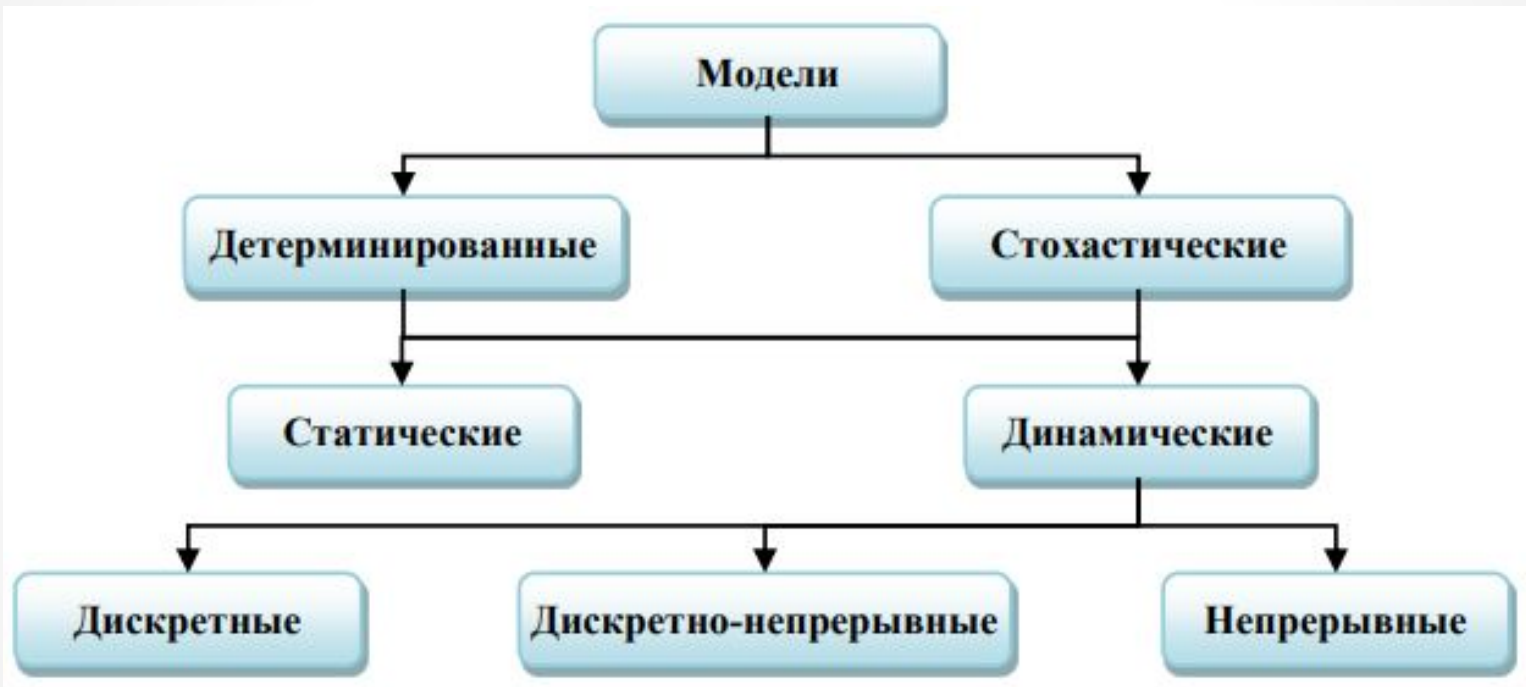 Модели
Детерминированные
Стохастические
Статические
Динамические
Дискретные
Дискретно-непрерывные
Непрерывные